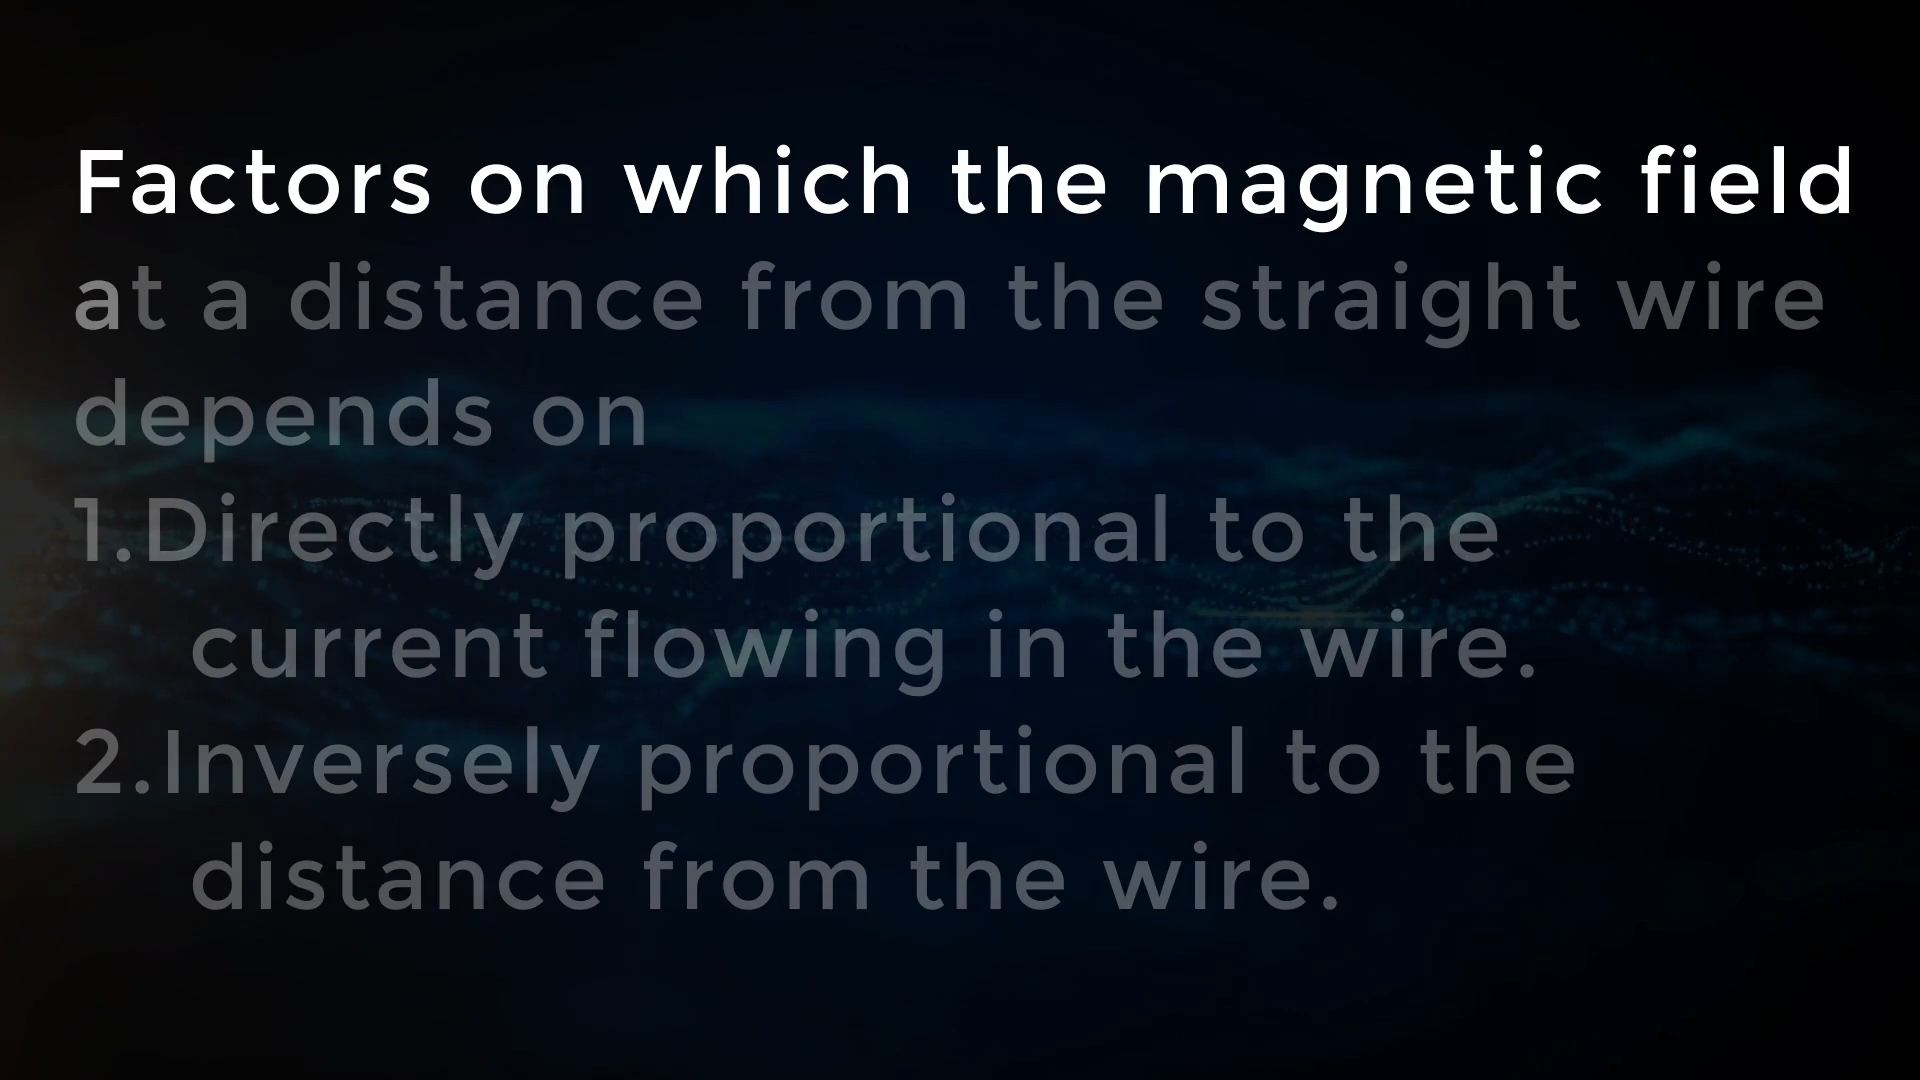 Factors on which the magnetic field
at a distance from the straight wire
depends on
1.Directly proportional to the
current flowing in the wire.
2.Inversely proportional to the
distance from the wire.